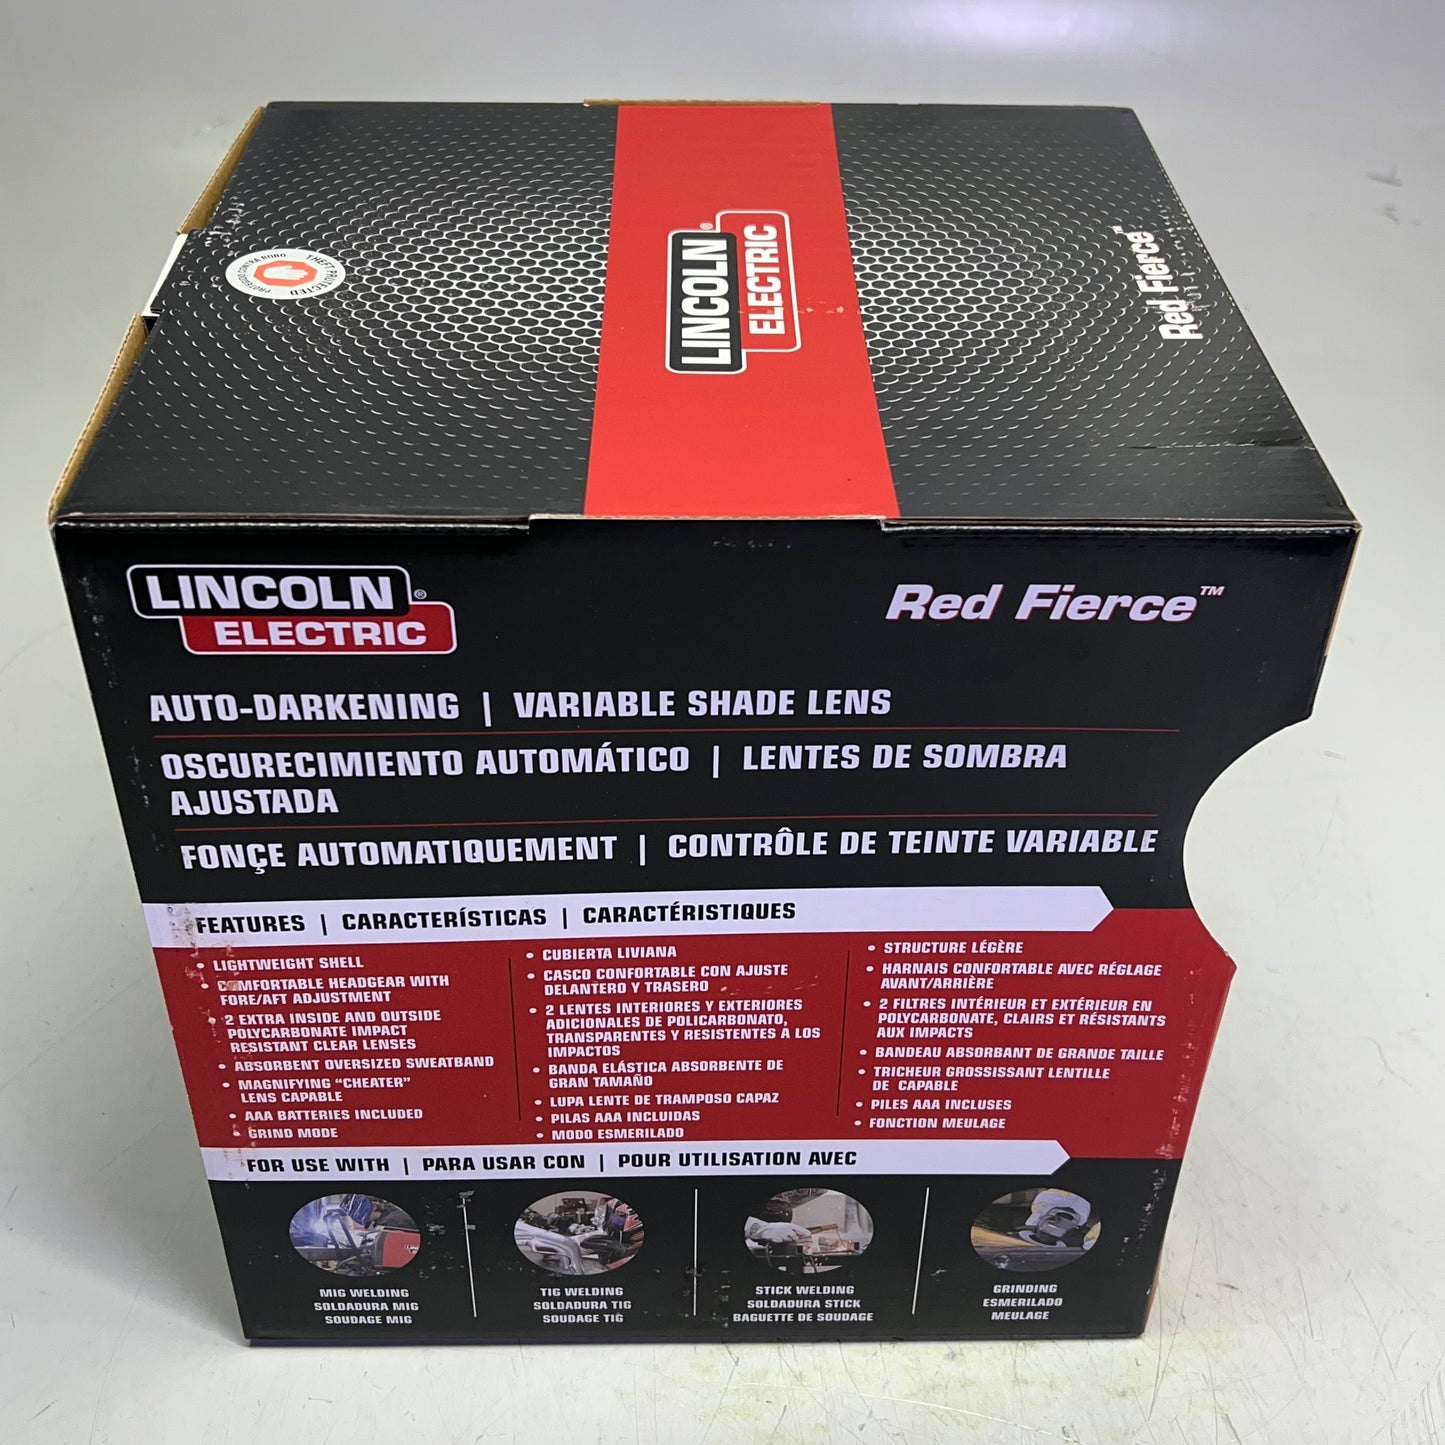 THEFT PROTECTED
PROTEGIDO CONTRA ROBO
LINCOLN®
ELECTRIC
Red Fierce™
LINCOLN®
ELECTRIC
Red Fierce™
AUTO-DARKENING | VARIABLE SHADE LENS
OSCURECIMIENTO AUTOMÁTICO | LENTES DE SOMBRA
AJUSTADA
FONÇE AUTOMATIQUEMENT | CONTRÔLE DE TEINTE VARIABLE
FEATURES | CARACTERÍSTICAS | CARACTÉRISTIQUES
• LIGHTWEIGHT SHELL
• COMFORTABLE HEADGEAR WITH
FORE/AFT ADJUSTMENT
• 2 EXTRA INSIDE AND OUTSIDE
POLYCARBONATE IMPACT
RESISTANT CLEAR LENSES
• ABSORBENT OVERSIZED SWEATBAND
• MAGNIFYING "CHEATER"
LENS CAPABLE
• AAA BATTERIES INCLUDED
• GRIND MODE
• CUBIERTA LIVIANA
• CASCO CONFORTABLE CON AJUSTE
DELANTERO Y TRASERO
• 2 LENTES INTERIORES Y EXTERIORES
ADICIONALES DE POLICARBONATO,
TRANSPARENTES Y RESISTENTES A LOS
IMPACTOS
• BANDA ELÁSTICA ABSORBENTE DE
GRAN TAMAÑO
• LUPA LENTE DE TRAMPOSO CAPAZ
• PILAS AAA INCLUIDAS
• MODO ESMERILADO
• STRUCTURE LÉGÈRE
• HARNAIS CONFORTABLE AVEC RÉGLAGE
AVANT/ARRIÈRE
• 2 FILTRES INTÉRIEUR ET EXTÉRIEUR EN
POLYCARBONATE, CLAIRS ET RÉSISTANTS
AUX IMPACTS
• BANDEAU ABSORBANT DE GRANDE TAILLE
• TRICHEUR GROSSISSANT LENTILLE
DE CAPABLE
• PILES AAA INCLUSES
• FONCTION MEULAGE
FOR USE WITH | PARA USAR CON | POUR UTILISATION AVEC
MIG WELDING
SOLDADURA MIG
SOUDAGE MIG
TIG WELDING
SOLDADURA TIG
SOUDAGE TIG
STICK WELDING
SOLDADURA STICK
BAGUETTE DE SOUDAGE
GRINDING
ESMERILADO
MEULAGE